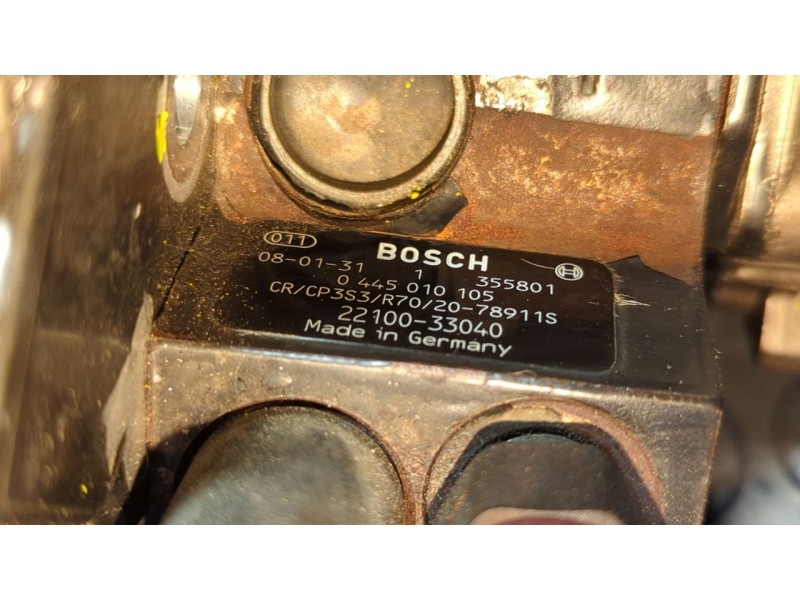 011 BOSCH
08-01-31 1 355801
0 445 010 105
CR/CP3S3/R70/20-78911S
22100-33040
Made in Germany